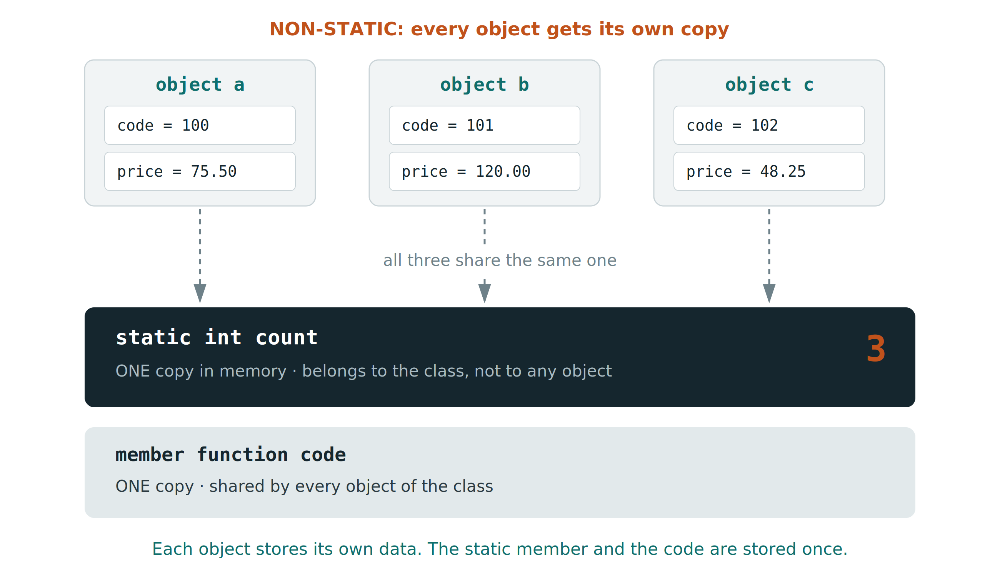 NON-STATIC: every object gets its own copy
object a
code = 100
price = 75.50
object b
code = 101
price = 120.00
object c
code = 102
price = 48.25
all three share the same one
static int count
3
ONE copy in memory · belongs to the class, not to any object
member function code
ONE copy · shared by every object of the class
Each object stores its own data. The static member and the code are stored once.